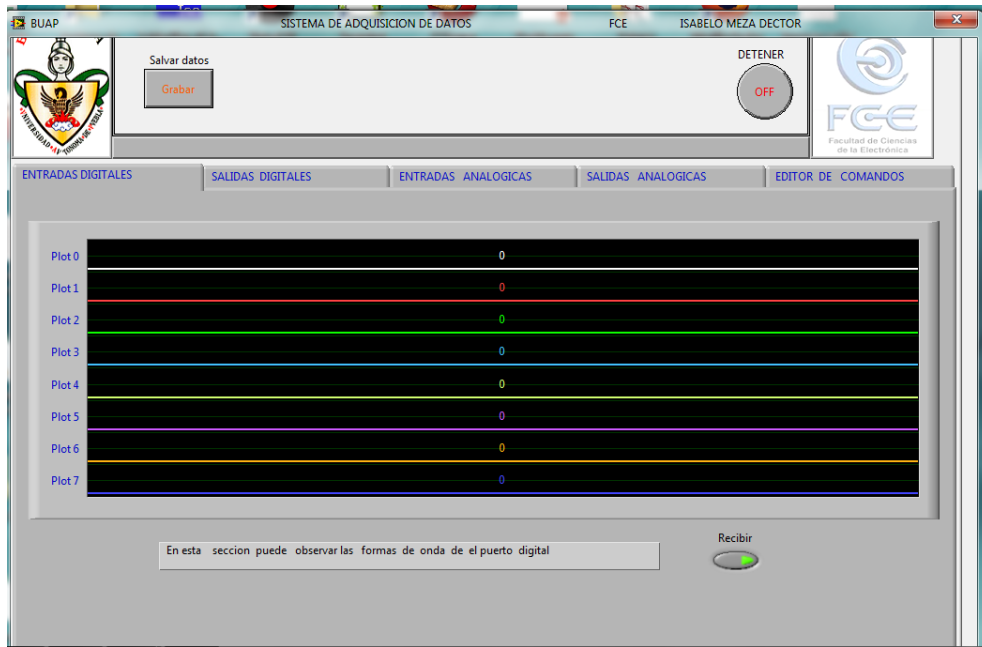 BUAP SISTEMA DE ADQUISICION DE DATOS FCE ISABELO MEZA DECTOR
Salvar datos
Grabar
DETENER
OFF
FCE
Facultad de Ciencias
de la Electrónica
ENTRADAS DIGITALES SALIDAS DIGITALES ENTRADAS ANALOGICAS SALIDAS ANALOGICAS EDITOR DE COMANDOS
Plot 0 0
Plot 1 0
Plot 2 0
Plot 3 0
Plot 4 0
Plot 5 0
Plot 6 0
Plot 7 0
En esta seccion puede observar las formas de onda de el puerto digital
Recibir